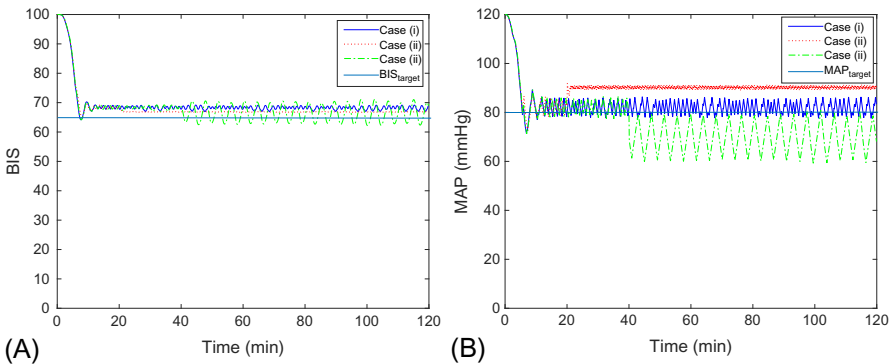 100
90
80
70
60
50
40
30
20
10
0
BIS
0 20 40 60 80 100 120
Time (min)
Case (i)
Case (ii)
Case (ii)
BIStarget
(A)
120
100
80
60
40
20
0
MAP (mmHg)
0 20 40 60 80 100 120
Time (min)
Case (i)
Case (ii)
Case (ii)
MAPtarget
(B)